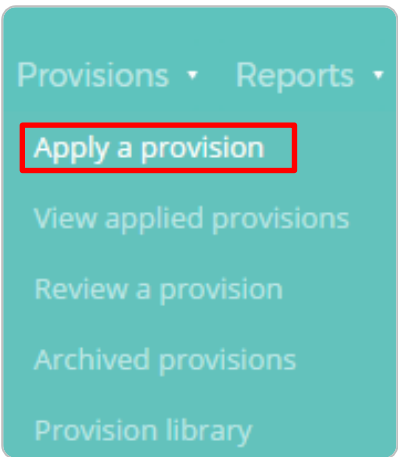 Provisions ▾ Reports ▾
Apply a provision
View applied provisions
Review a provision
Archived provisions
Provision library